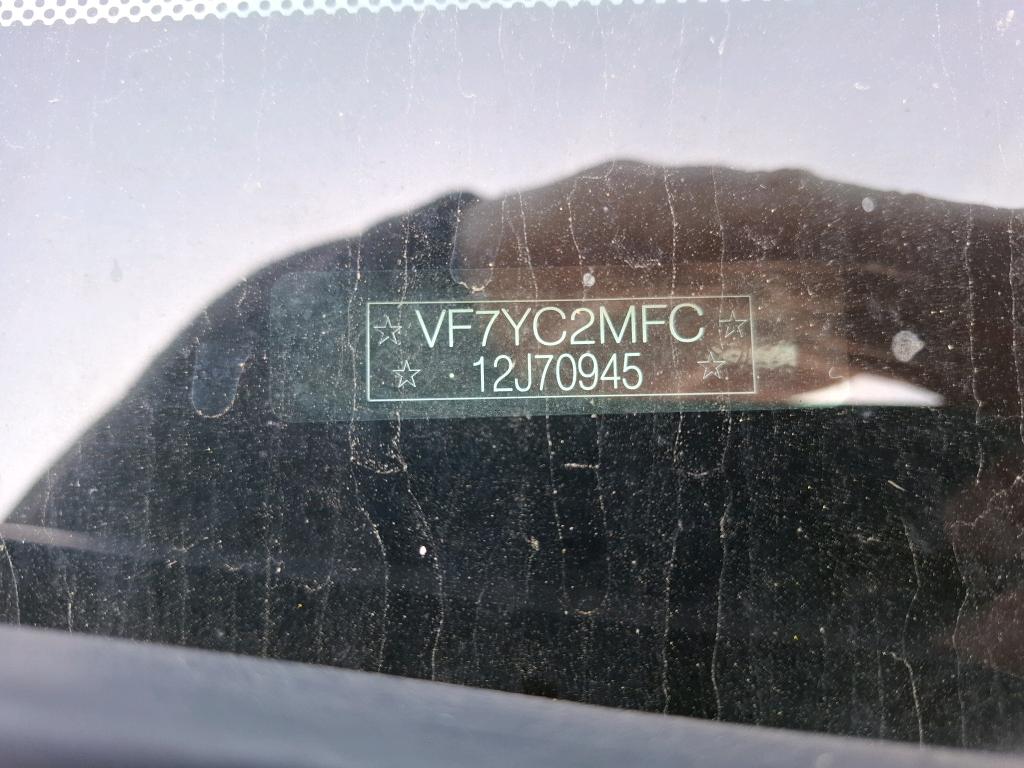 ☆ VF7YC2MFC ☆
☆ · 12J70945 ☆